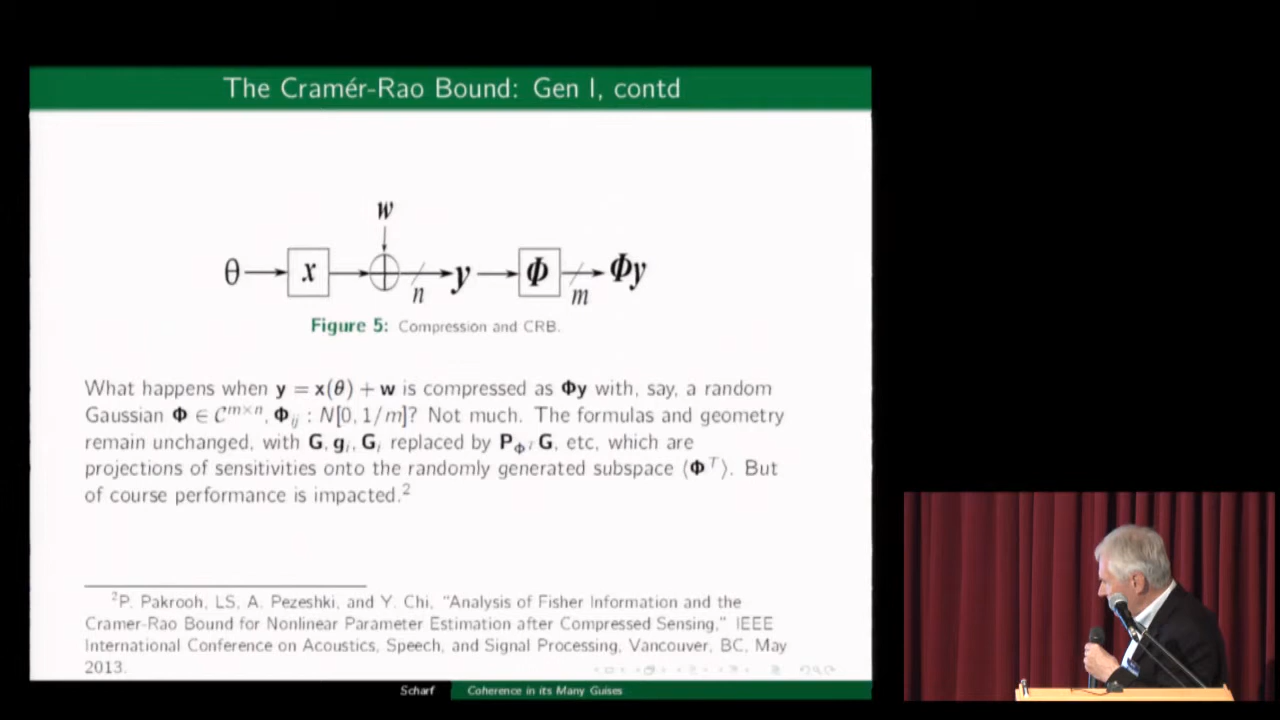 The Cramér-Rao Bound: Gen I, contd
w
θ x n y Φ m Φy
Figure 5: Compression and CRB.
What happens when y = x(θ) + w is compressed as Φy with, say, a random
Gaussian Φ ∈ 𝒞^{m×n}, Φ_{ij} : N[0, 1/m]? Not much. The formulas and geometry
remain unchanged, with G, g_i, G_i replaced by P_{Φ^T}G, etc, which are
projections of sensitivities onto the randomly generated subspace ⟨Φ^T⟩. But
of course performance is impacted.²
²P. Pakrooh, LS, A. Pezeshki, and Y. Chi, "Analysis of Fisher Information and the
Cramer-Rao Bound for Nonlinear Parameter Estimation after Compressed Sensing," IEEE
International Conference on Acoustics, Speech, and Signal Processing, Vancouver, BC, May
2013.
Scharf Coherence in its Many Guises